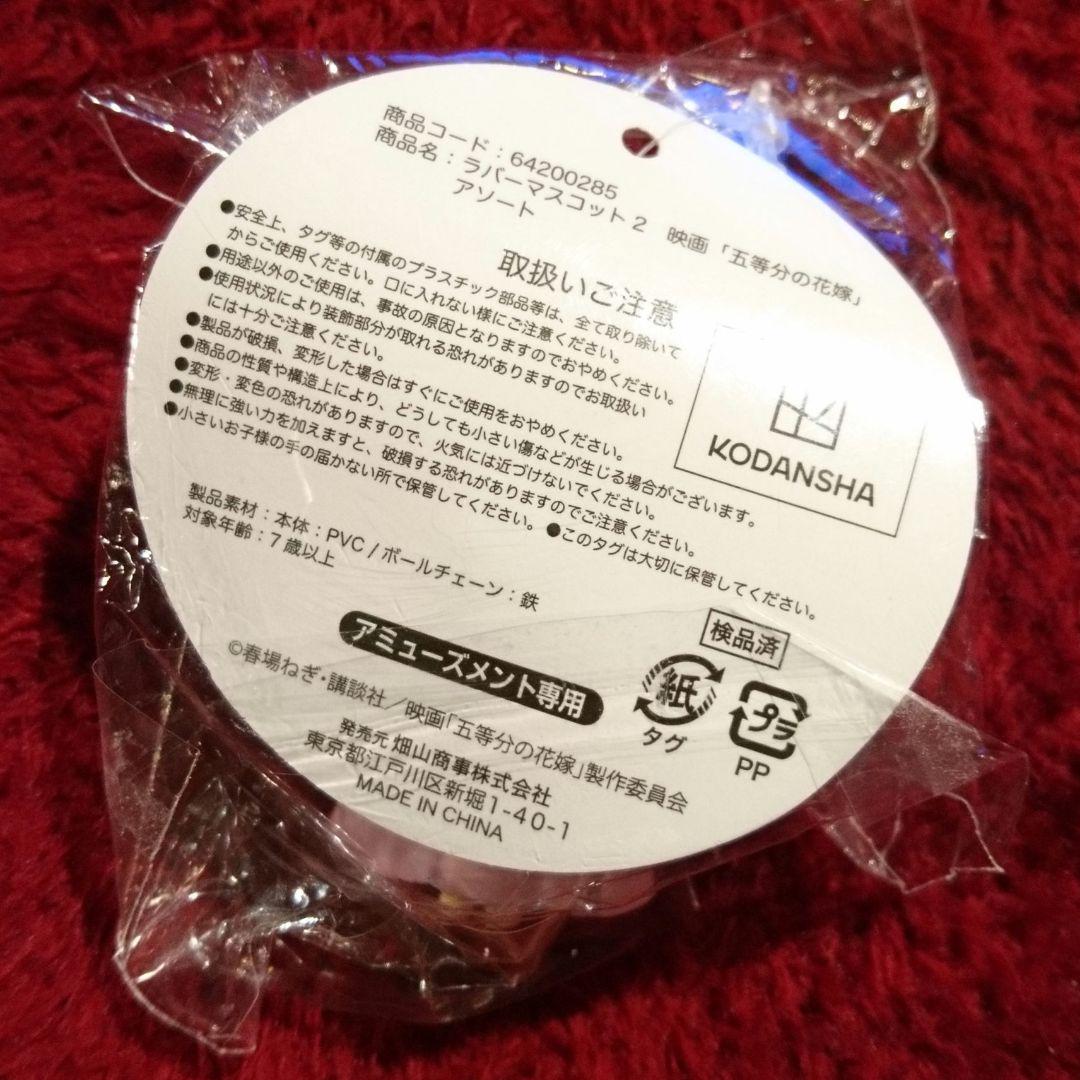 商品コード：64200285
商品名：ラバーマスコット2　映画「五等分の花嫁」
アソート
取扱いご注意
●安全上、タグ等の付属のプラスチック部品等は、全て取り除いて
からご使用ください。口に入れない様にご注意ください。
●用途以外のご使用は、事故の原因となりますのでおやめください。
●使用状況により装飾部分が取れる恐れがありますのでお取扱い
には十分ご注意ください。
●製品が破損、変形した場合はすぐにご使用をおやめください。
●商品の性質や構造上により、どうしても小さい傷などが生じる場合がございます。
●変形・変色の恐れがありますので、火気には近づけないでください。
●無理に強い力を加えますと、破損する恐れがありますのでご注意ください。
●小さいお子様の手の届かない所で保管してください。 ●このタグは大切に保管してください。
KODANSHA
製品素材：本体：PVC / ボールチェーン：鉄
対象年齢：7歳以上
検品済
アミューズメント専用
紙
タグ
プラ
PP
©春場ねぎ・講談社／映画「五等分の花嫁」製作委員会
発売元 畑山商事株式会社
東京都江戸川区新堀1-40-1
MADE IN CHINA